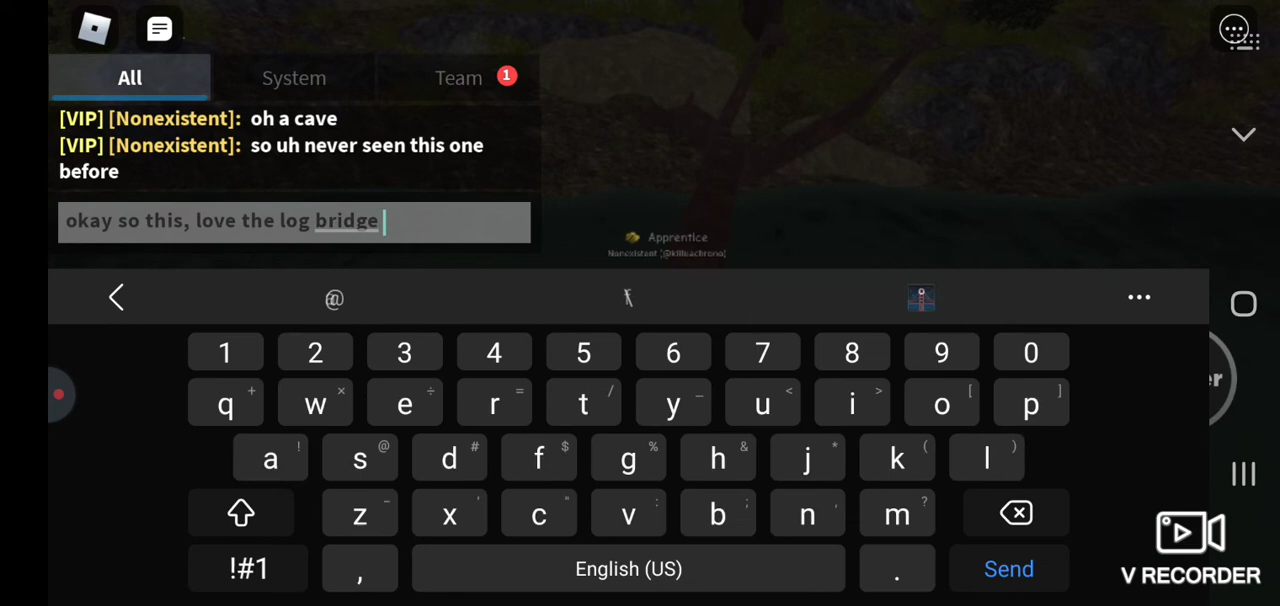 All System Team 1
[VIP] [Nonexistent]: oh a cave
[VIP] [Nonexistent]: so uh never seen this one
before
okay so this, love the log bridge
Apprentice
Nonexistent
@
\
1 2 3 4 5 6 7 8 9 0
q + w × e ÷ r = t / y _ u < i > o [ p ]
er
a ! s @ d # f $ g % h & j * k ( l )
z - x ' c " v : b ; n , m ?
!#1 , English (US) . Send
V RECORDER